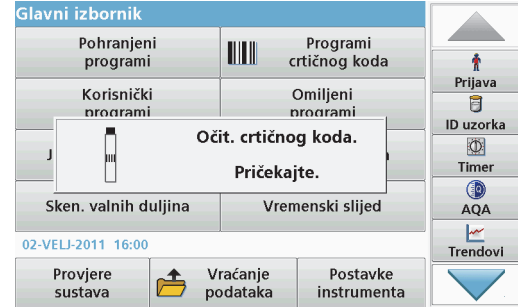 Glavni izbornik
Pohranjeni
programi
Programi
crtičnog koda
Korisnički
programi
Omiljeni
programi
Očit. crtičnog koda.
Pričekajte.
Sken. valnih duljina
Vremenski slijed
02-VELJ-2011 16:00
Provjere
sustava
Vraćanje
podataka
Postavke
instrumenta
Prijava
ID uzorka
Timer
AQA
Trendovi